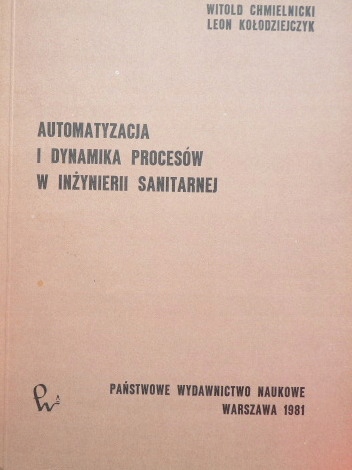 WITOLD CHMIELNICKI
LEON KOŁODZIEJCZYK
AUTOMATYZACJA
I DYNAMIKA PROCESÓW
W INŻYNIERII SANITARNEJ
PAŃSTWOWE WYDAWNICTWO NAUKOWE
WARSZAWA 1981